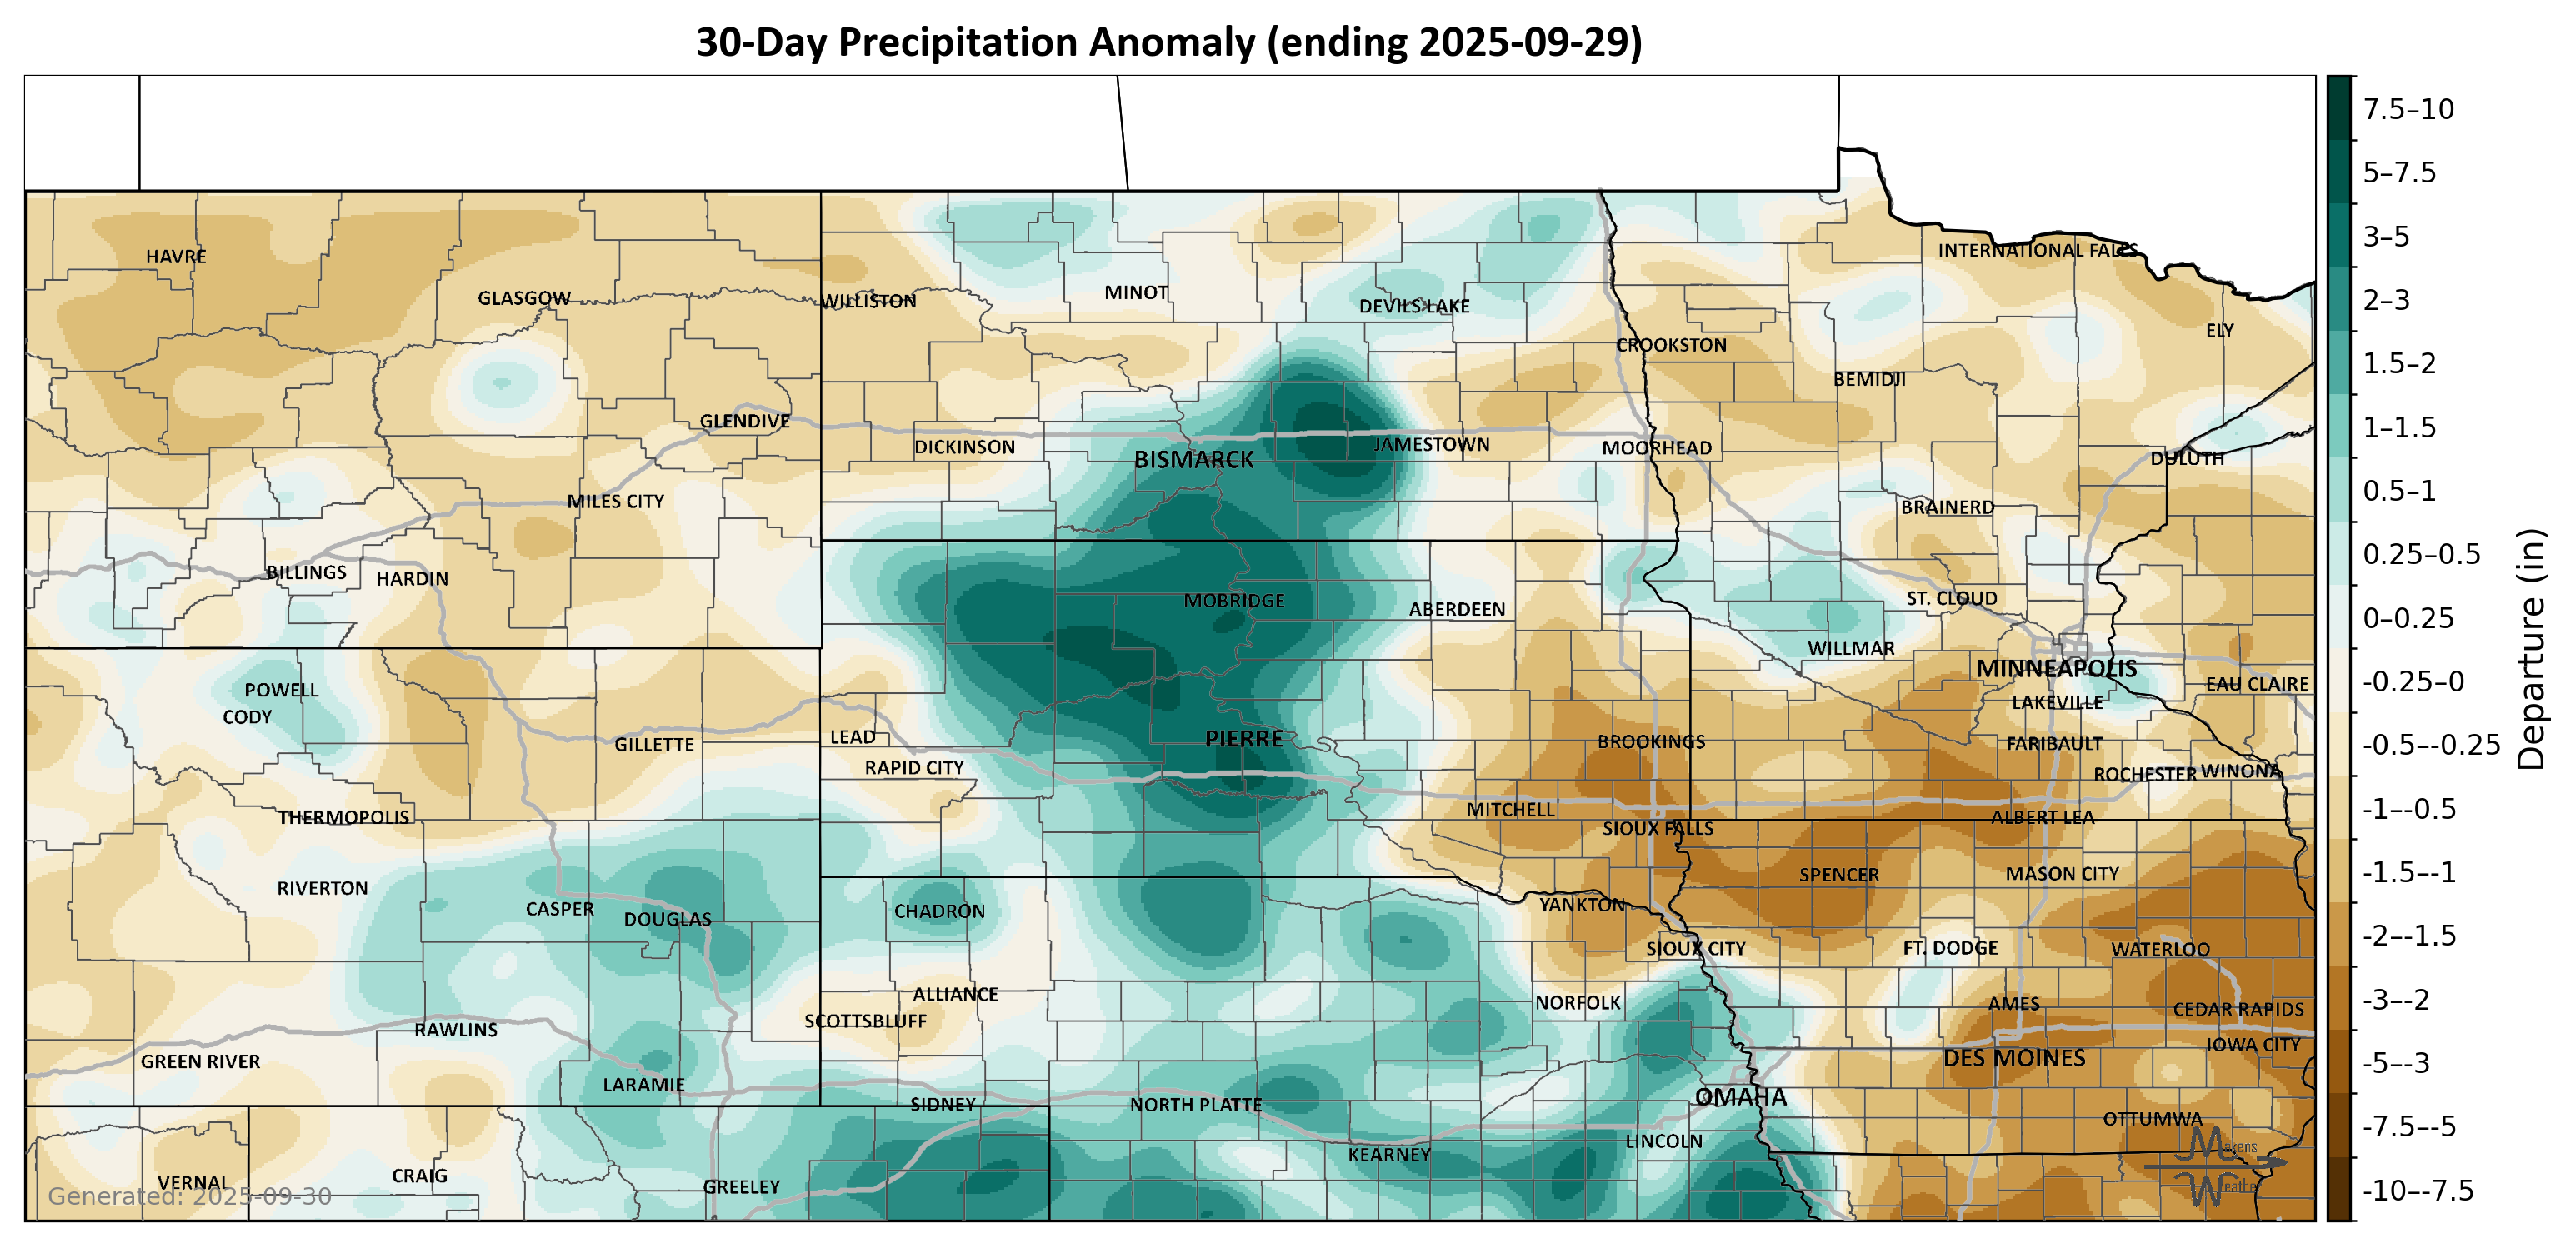 30-Day Precipitation Anomaly (ending 2025-09-29)
7.5–10
5–7.5
3–5
2–3
1.5–2
1–1.5
0.5–1
0.25–0.5
0–0.25
-0.25–0
-0.5–-0.25
-1–-0.5
-1.5–-1
-2–-1.5
-3–-2
-5–-3
-7.5–-5
-10–-7.5
Departure (in)
HAVRE
INTERNATIONAL FALLS
GLASGOW
WILLISTON
MINOT
DEVILS LAKE
ELY
CROOKSTON
BEMIDJI
GLENDIVE
DICKINSON
BISMARCK
JAMESTOWN
MOORHEAD
DULUTH
MILES CITY
BRAINERD
BILLINGS
HARDIN
MOBRIDGE
ABERDEEN
ST. CLOUD
WILLMAR
MINNEAPOLIS
POWELL
EAU CLAIRE
CODY
LAKEVILLE
GILLETTE
LEAD
PIERRE
BROOKINGS
FARIBAULT
RAPID CITY
ROCHESTER
WINONA
THERMOPOLIS
MITCHELL
ALBERT LEA
SIOUX FALLS
RIVERTON
SPENCER
MASON CITY
CASPER
DOUGLAS
CHADRON
YANKTON
SIOUX CITY
FT. DODGE
WATERLOO
ALLIANCE
NORFOLK
AMES
CEDAR RAPIDS
SCOTTSBLUFF
RAWLINS
GREEN RIVER
DES MOINES
IOWA CITY
LARAMIE
SIDNEY
NORTH PLATTE
OMAHA
OTTUMWA
LINCOLN
KEARNEY
VERNAL
CRAIG
GREELEY
Generated: 2025-09-30
Makens
Weather